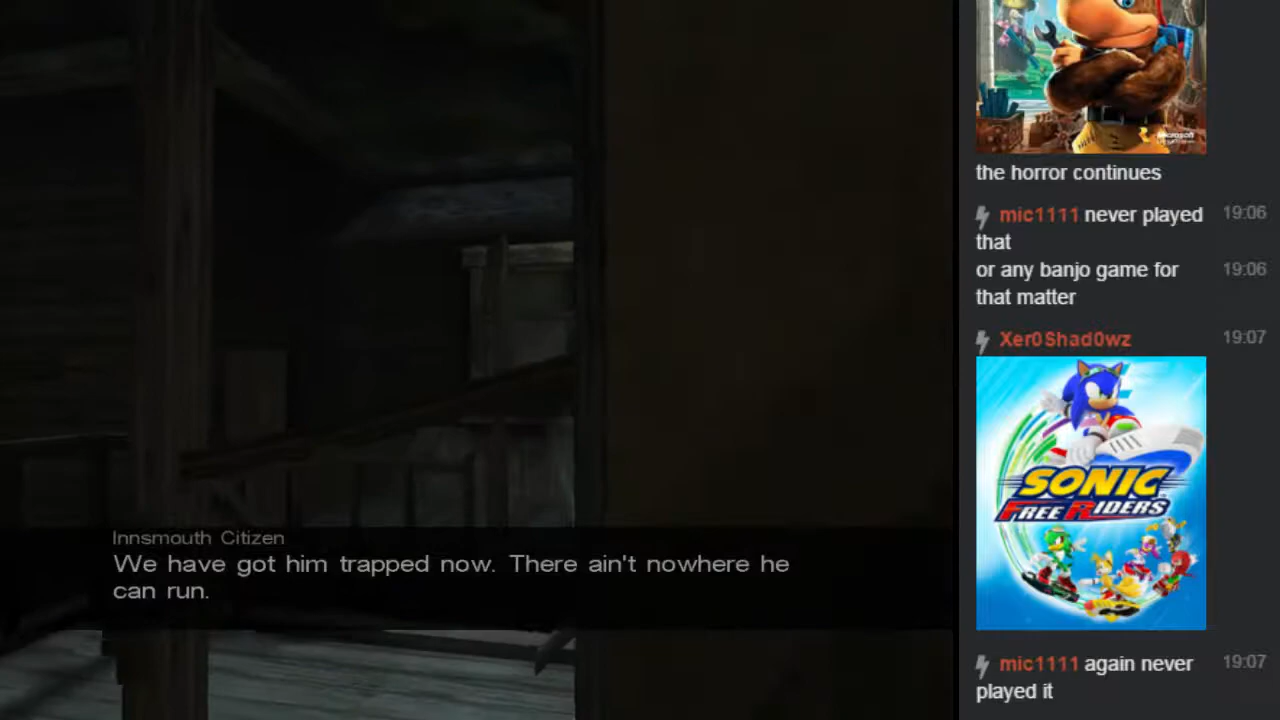 Innsmouth Citizen
We have got him trapped now. There ain't nowhere he
can run.
Microsoft
the horror continues
mic1111 never played 19:06
that
or any banjo game for 19:06
that matter
Xer0Shad0wz 19:07
SONIC
FREE RIDERS
mic1111 again never 19:07
played it